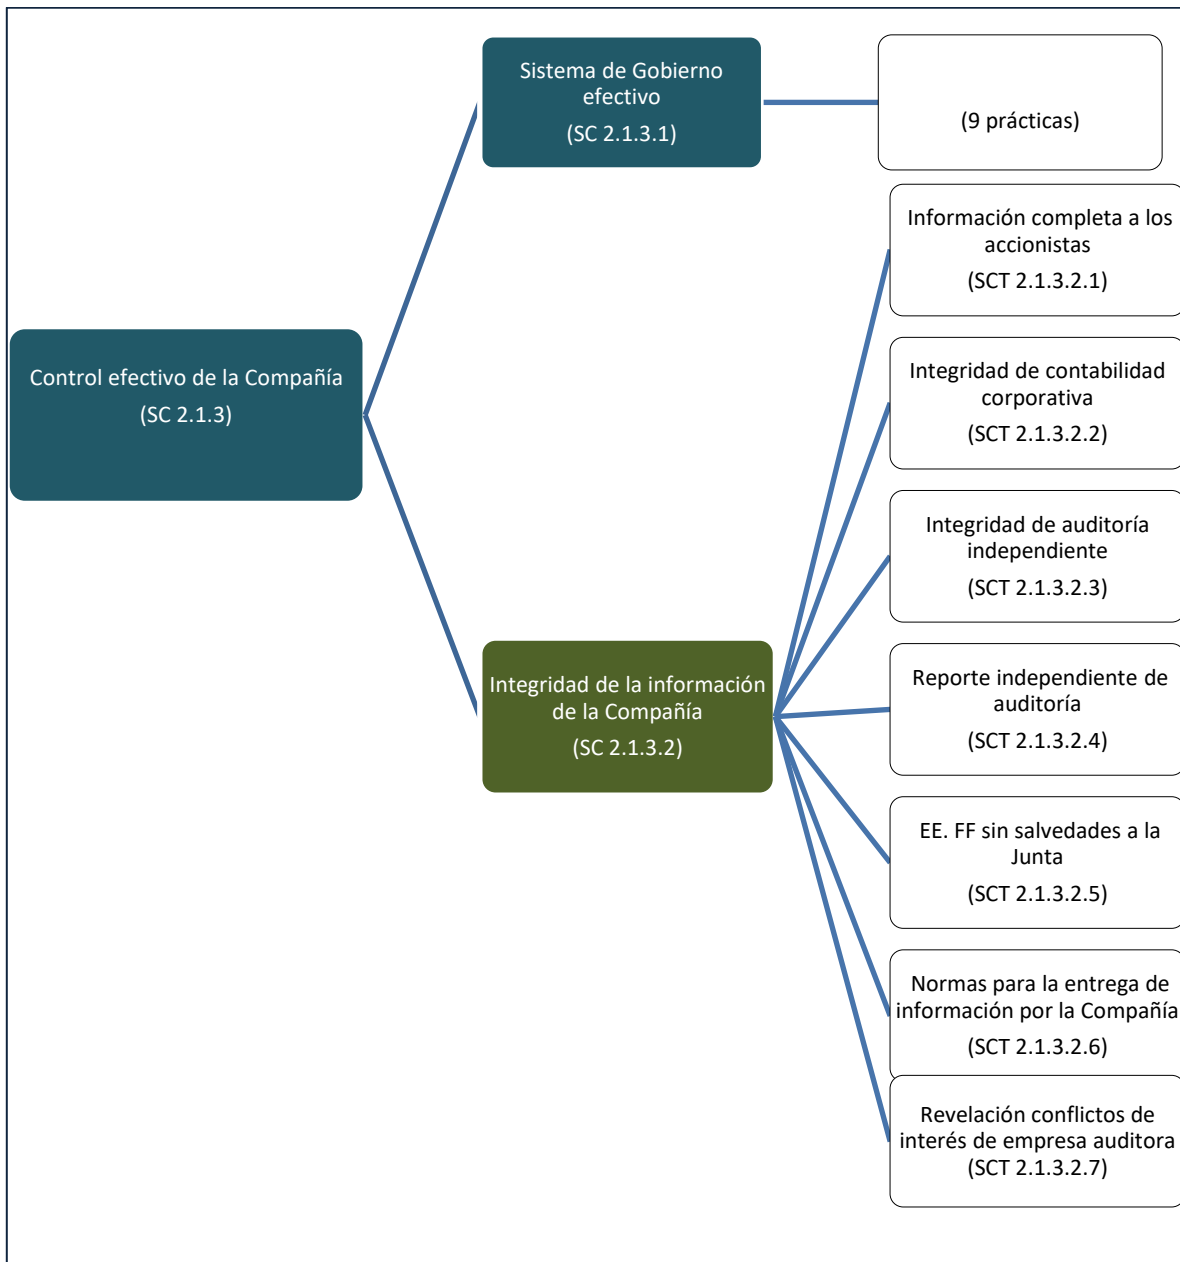 Control efectivo de la Compañía
(SC 2.1.3)
Sistema de Gobierno
efectivo
(SC 2.1.3.1)
(9 prácticas)
Integridad de la información
de la Compañía
(SC 2.1.3.2)
Información completa a los
accionistas
(SCT 2.1.3.2.1)
Integridad de contabilidad
corporativa
(SCT 2.1.3.2.2)
Integridad de auditoría
independiente
(SCT 2.1.3.2.3)
Reporte independiente de
auditoría
(SCT 2.1.3.2.4)
EE. FF sin salvedades a la
Junta
(SCT 2.1.3.2.5)
Normas para la entrega de
información por la Compañía
(SCT 2.1.3.2.6)
Revelación conflictos de
interés de empresa auditora
(SCT 2.1.3.2.7)